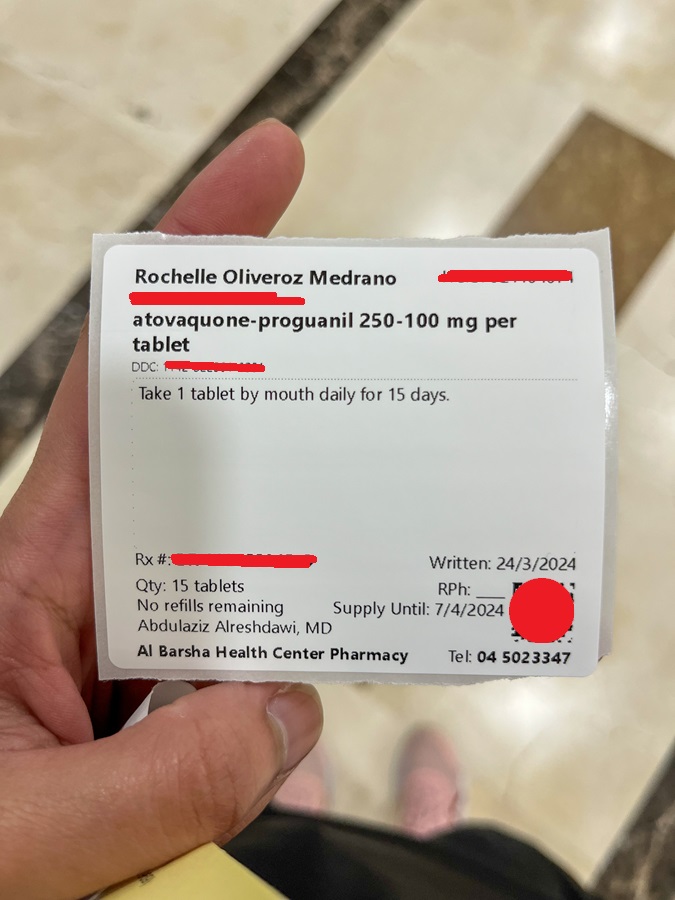 Rochelle Oliveroz Medrano
atovaquone-proguanil 250-100 mg per
tablet
DDC:
Take 1 tablet by mouth daily for 15 days.
Rx #:
Written: 24/3/2024
Qty: 15 tablets
RPh: ___
No refills remaining
Supply Until: 7/4/2024
Abdulaziz Alreshdawi, MD
Al Barsha Health Center Pharmacy
Tel: 04 5023347